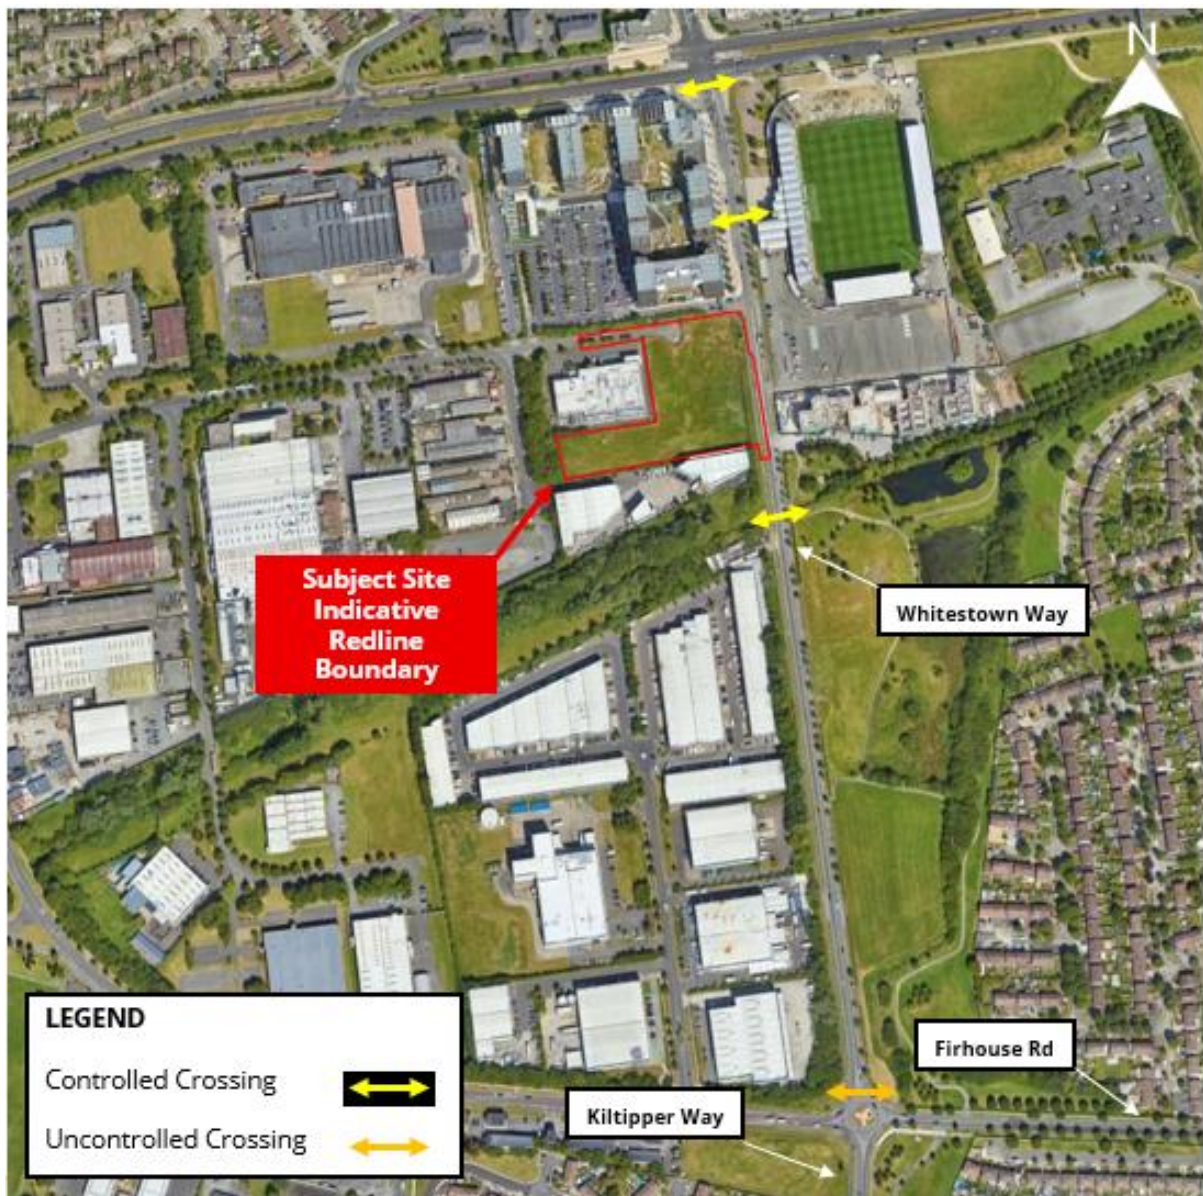 N
Subject Site
Indicative
Redline
Boundary
Whitestown Way
LEGEND
Controlled Crossing
Uncontrolled Crossing
Firhouse Rd
Kiltipper Way